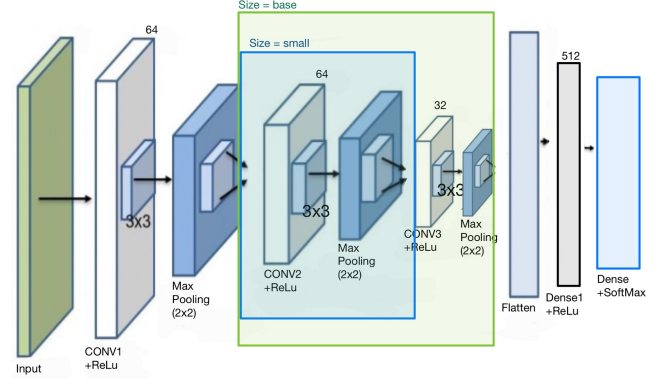 Size = base
Size = small
64
64
32
512
3x3
3x3
3x3
Input
CONV1
+ReLu
Max
Pooling
(2x2)
CONV2
+ReLu
Max
Pooling
(2x2)
CONV3
+ReLu
Max
Pooling
(2x2)
Flatten
Dense1
+ReLu
Dense
+SoftMax